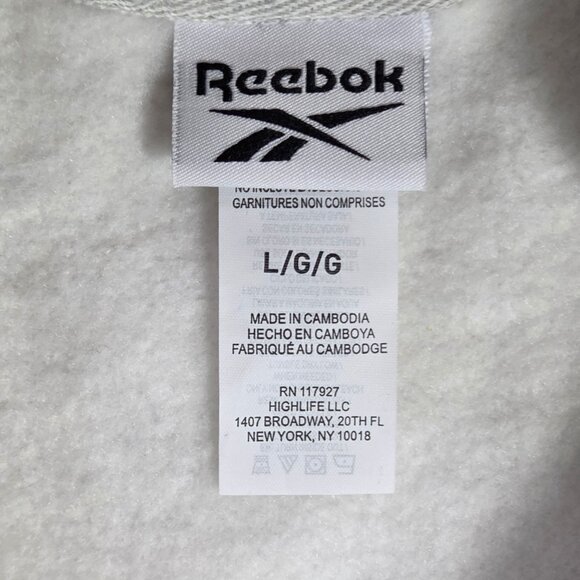 Reebok
GARNITURES NON COMPRISES
L/G/G
MADE IN CAMBODIA
HECHO EN CAMBOYA
FABRIQUÉ AU CAMBODGE
RN 117927
HIGHLIFE LLC
1407 BROADWAY, 20TH FL
NEW YORK, NY 10018